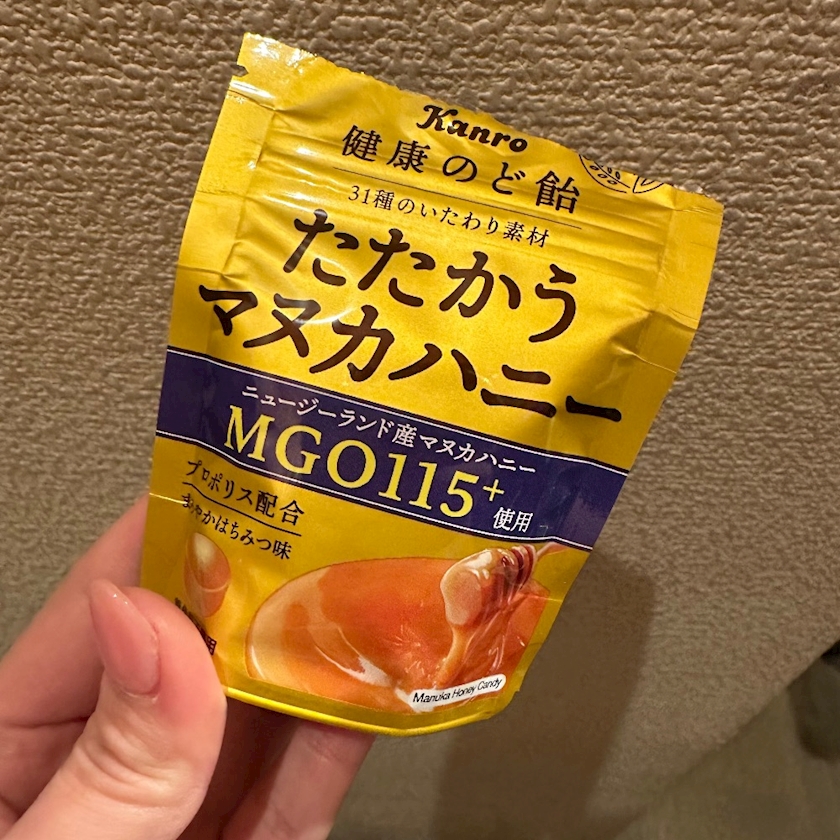 Kanro
健康のど飴
31種のいたわり素材
たたかう
マヌカハニー
ニュージーランド産マヌカハニー
MGO115+
使用
プロポリス配合
まろやかはちみつ味
Manuka Honey Candy